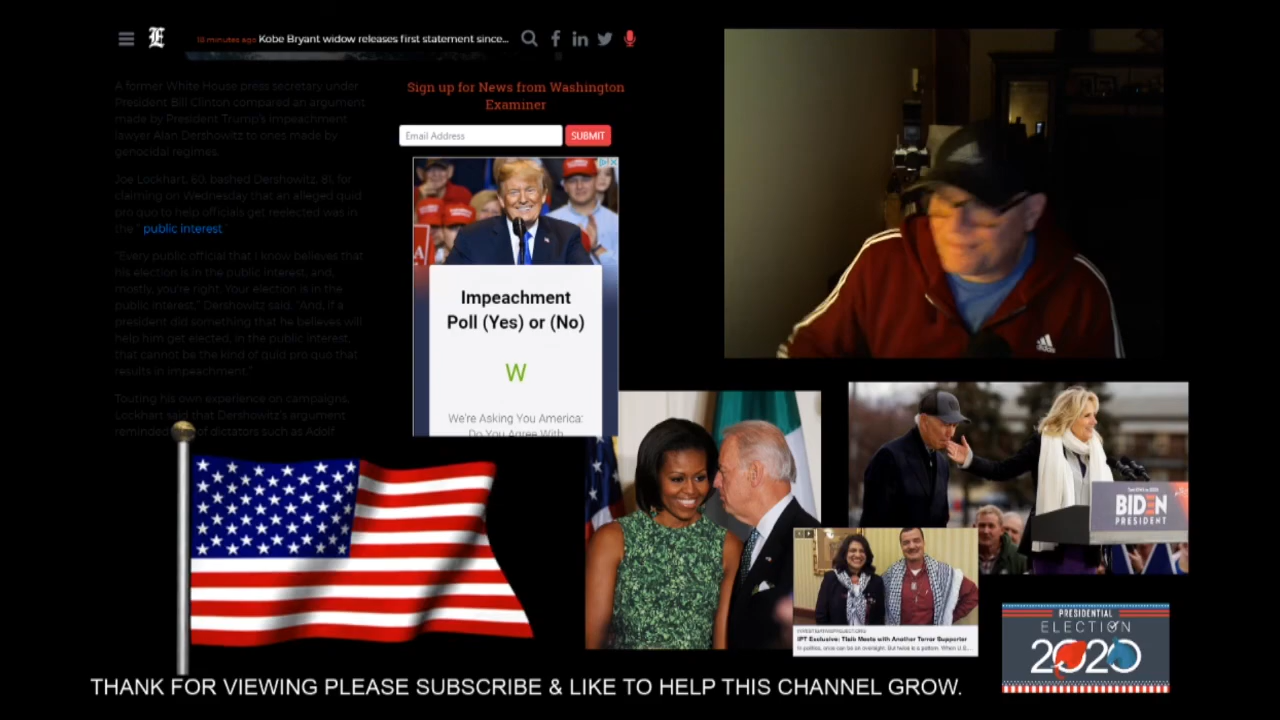 E
18 minutes ago Kobe Bryant widow releases first statement since...
A former White House press secretary under
President Bill Clinton compared an argument
made by President Trump's impeachment
lawyer Alan Dershowitz to ones made by
genocidal regimes.
Joe Lockhart, 60, bashed Dershowitz, 81, for
claiming on Wednesday that an alleged quid
pro quo to help officials get reelected was in
the "public interest."
"Every public official that I know believes that
his election is in the public interest, and,
mostly, you're right. Your election is in the
public interest," Dershowitz said. "And, if a
president did something that he believes will
help him get elected, in the public interest,
that cannot be the kind of quid pro quo that
results in impeachment."
Touting his own experience on campaigns,
Lockhart said that Dershowitz's argument
reminded of dictators such as Adolf
Sign up for News from Washington
Examiner
Email Address
SUBMIT
Impeachment
Poll (Yes) or (No)
W
We're Asking You America:
Do You Agree With
adidas
BIDEN
PRESIDENT
IPT Exclusive: Tlaib Meets with Another Terror Supporter
PRESIDENTIAL
ELECTION
2020
THANK FOR VIEWING PLEASE SUBSCRIBE & LIKE TO HELP THIS CHANNEL GROW.